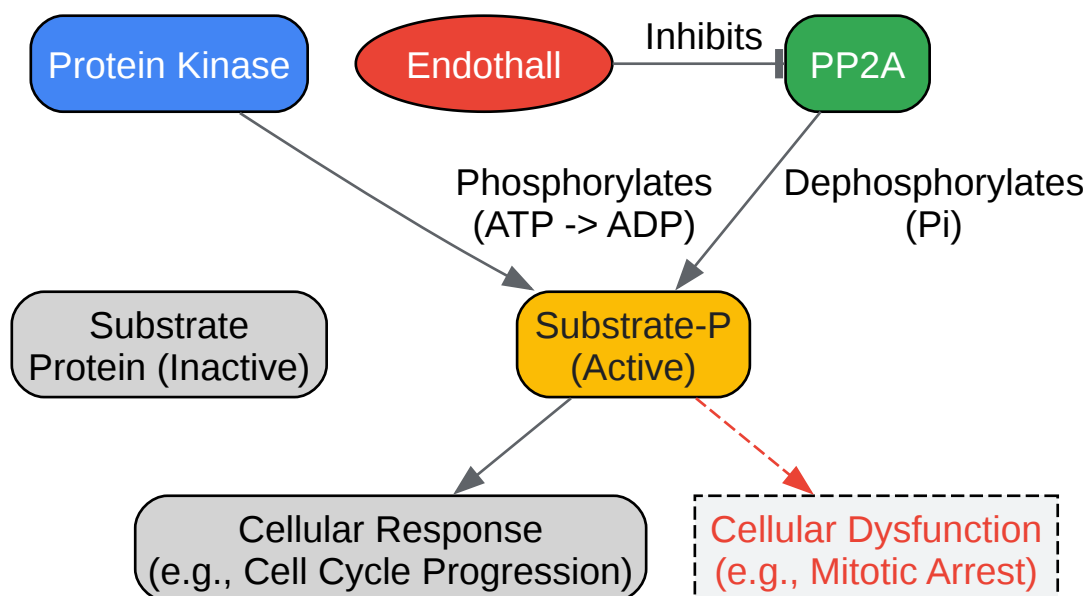 Protein Kinase
Endothall
Inhibits
PP2A
Phosphorylates
(ATP -> ADP)
Dephosphorylates
(Pi)
Substrate
Protein (Inactive)
Substrate-P
(Active)
Cellular Response
(e.g., Cell Cycle Progression)
Cellular Dysfunction
(e.g., Mitotic Arrest)